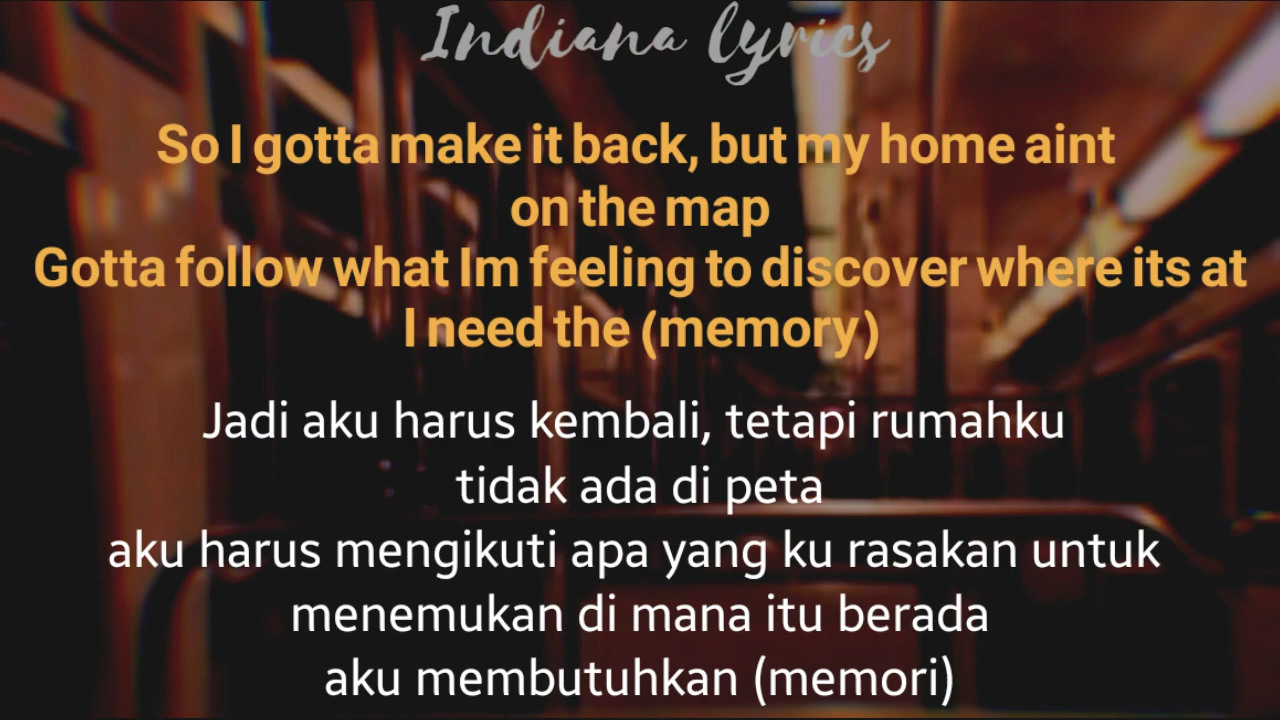 Indiana lyrics
So I gotta make it back, but my home aint
on the map
Gotta follow what Im feeling to discover where its at
I need the (memory)
Jadi aku harus kembali, tetapi rumahku
tidak ada di peta
aku harus mengikuti apa yang ku rasakan untuk
menemukan di mana itu berada
aku membutuhkan (memori)